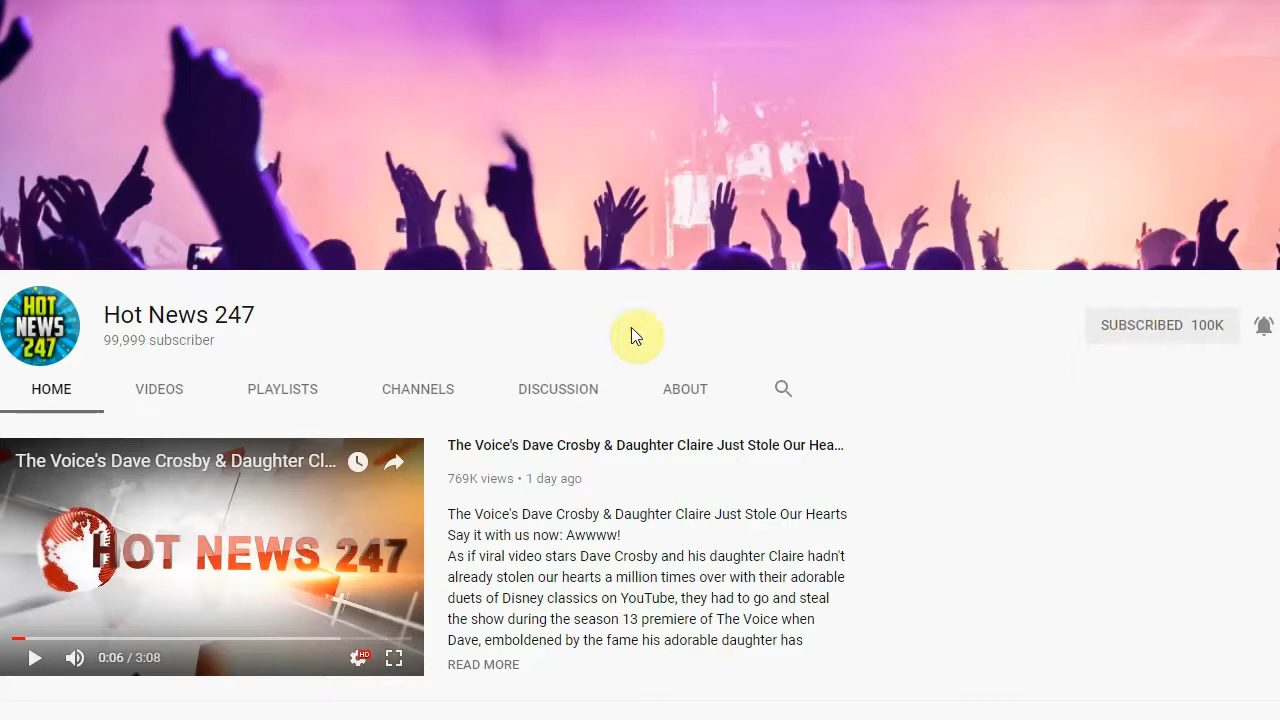 HOT
NEWS
247
Hot News 247
99,999 subscriber
SUBSCRIBED 100K
HOME VIDEOS PLAYLISTS CHANNELS DISCUSSION ABOUT
The Voice's Dave Crosby & Daughter Cl...
HOT NEWS 247
HD
0:06 / 3:08
The Voice's Dave Crosby & Daughter Claire Just Stole Our Hea...
769K views • 1 day ago
The Voice's Dave Crosby & Daughter Claire Just Stole Our Hearts
Say it with us now: Awwww!
As if viral video stars Dave Crosby and his daughter Claire hadn't
already stolen our hearts a million times over with their adorable
duets of Disney classics on YouTube, they had to go and steal
the show during the season 13 premiere of The Voice when
Dave, emboldened by the fame his adorable daughter has
READ MORE